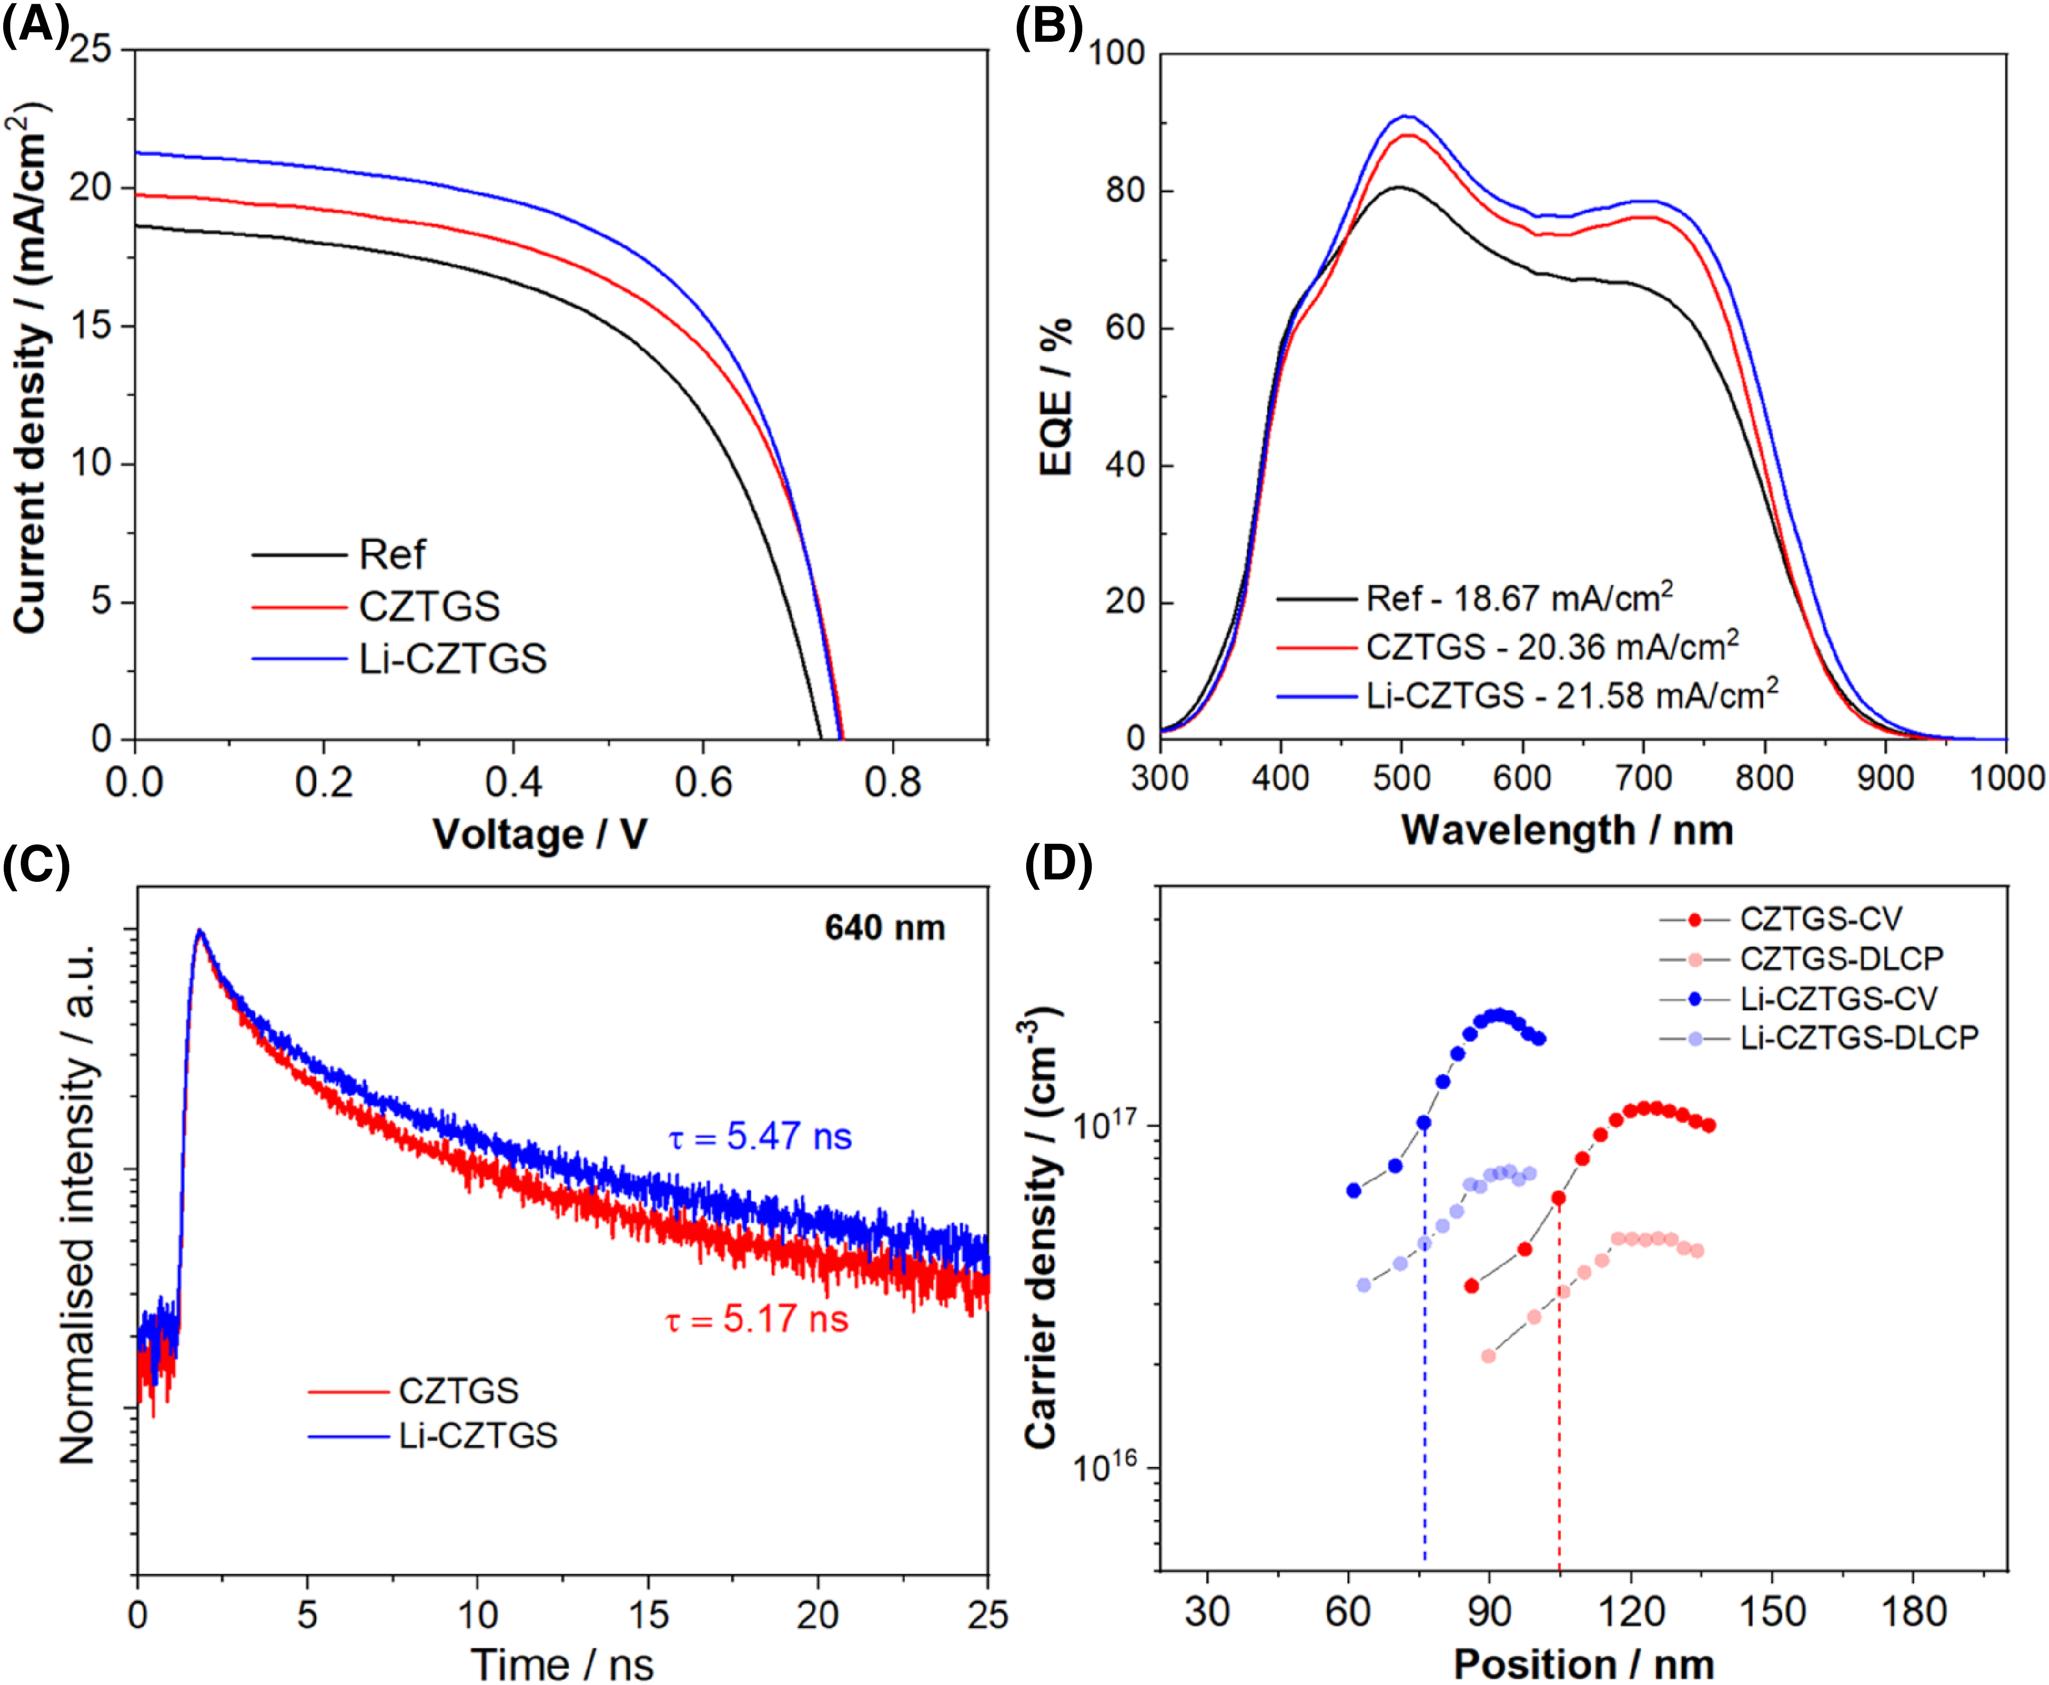 (A)
25
20
15
10
5
0
Current density / (mA/cm²)
Ref
CZTGS
Li-CZTGS
0.0 0.2 0.4 0.6 0.8
Voltage / V
(B)
100
80
60
40
20
0
EQE / %
Ref - 18.67 mA/cm²
CZTGS - 20.36 mA/cm²
Li-CZTGS - 21.58 mA/cm²
300 400 500 600 700 800 900 1000
Wavelength / nm
(C)
Normalised intensity / a.u.
640 nm
τ = 5.47 ns
τ = 5.17 ns
CZTGS
Li-CZTGS
0 5 10 15 20 25
Time / ns
(D)
Carrier density / (cm⁻³)
10¹⁷
10¹⁶
CZTGS-CV
CZTGS-DLCP
Li-CZTGS-CV
Li-CZTGS-DLCP
30 60 90 120 150 180
Position / nm